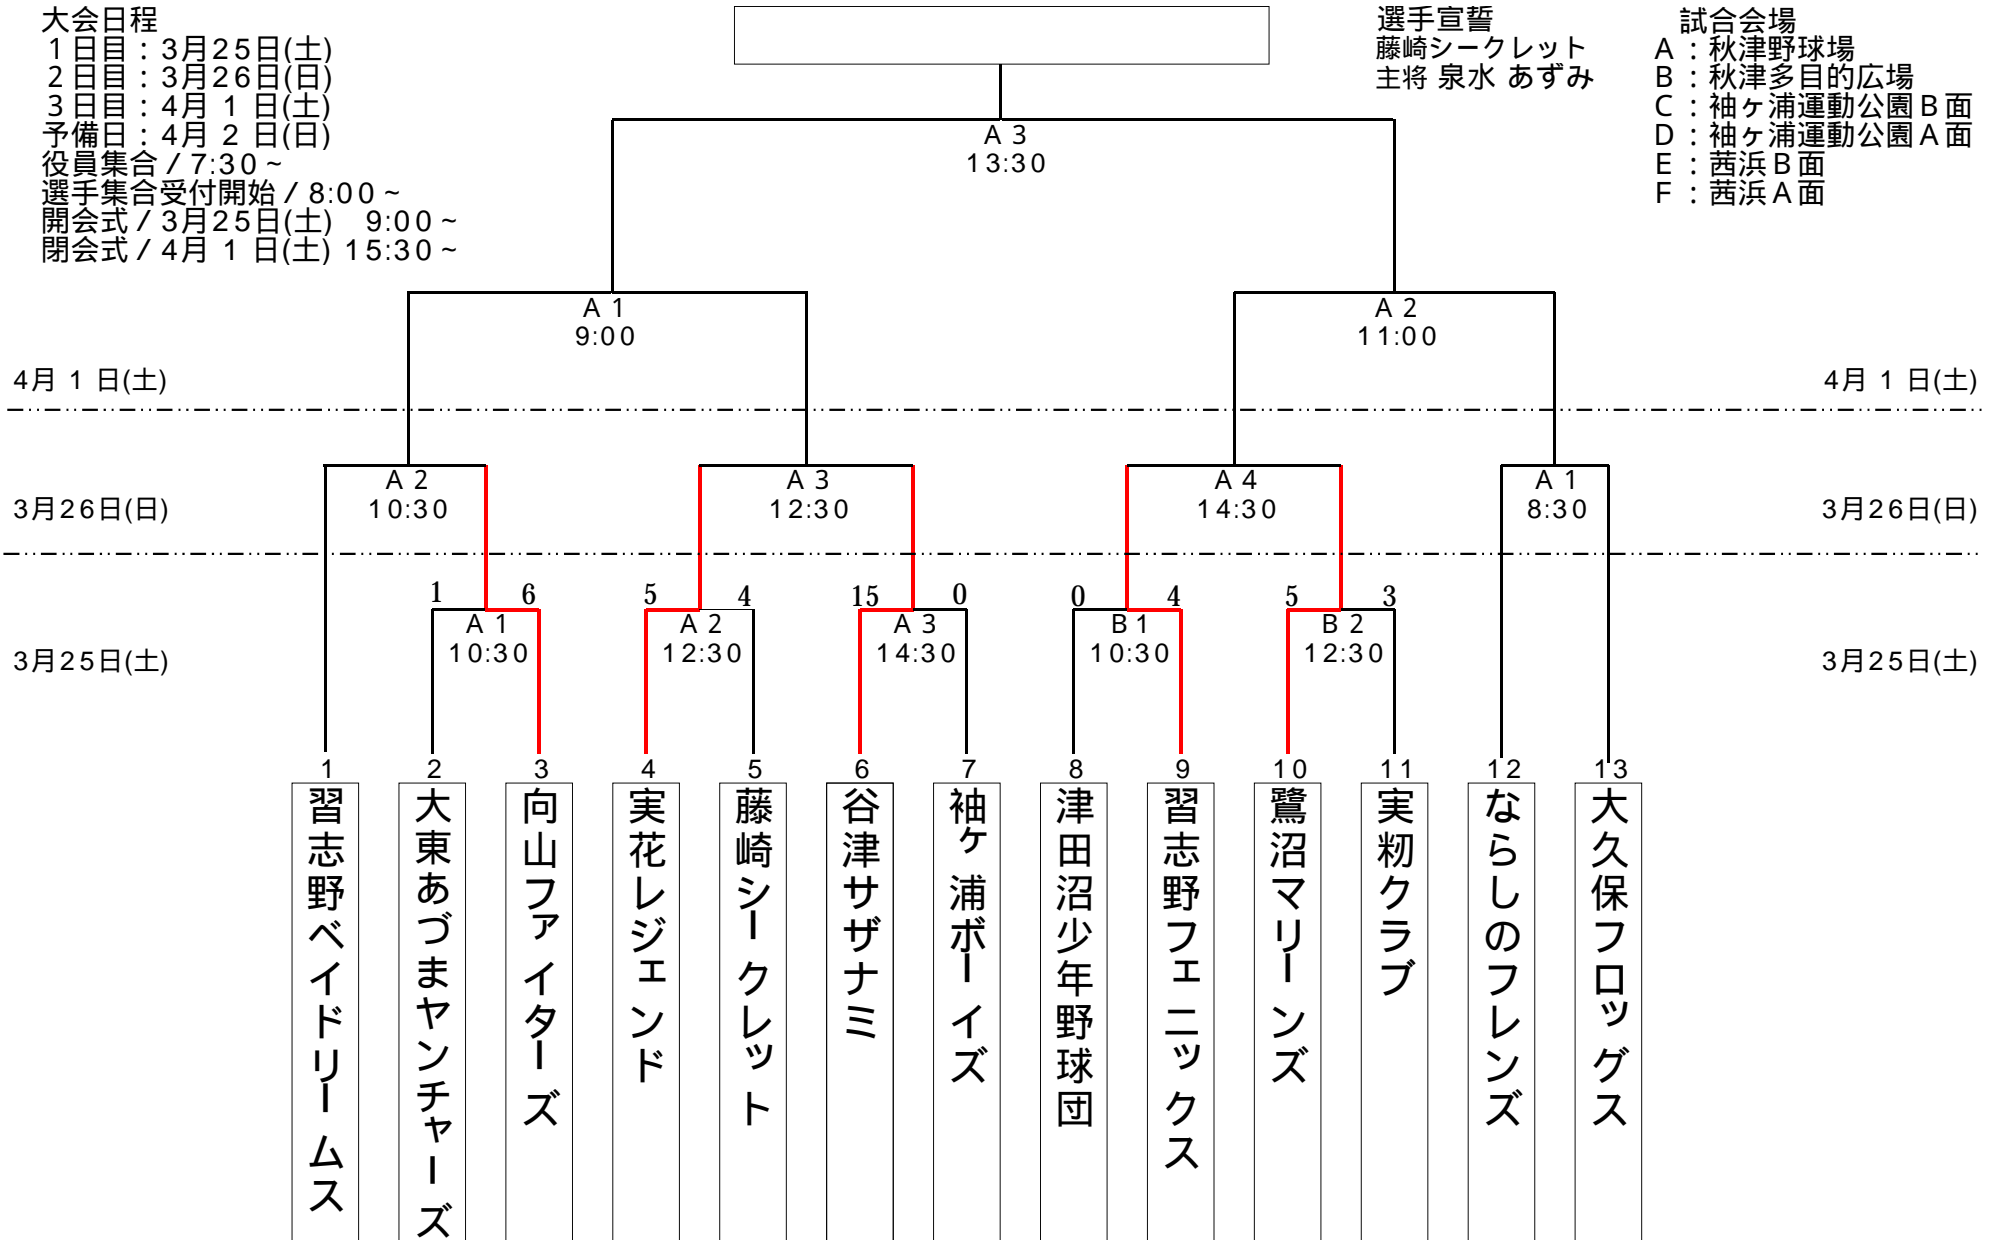 大会日程
1日目：3月25日(土)
2日目：3月26日(日)
3日目：4月 1 日(土)
予備日：4月 2 日(日)
役員集合 / 7:30 ~
選手集合受付開始 / 8:00 ~
開会式 / 3月25日(土) 9:00 ~
閉会式 / 4月 1 日(土) 15:30 ~
選手宣誓
藤崎シークレット
主将 泉水 あずみ
試合会場
A：秋津野球場
B：秋津多目的広場
C：袖ヶ浦運動公園B面
D：袖ヶ浦運動公園A面
E：茜浜B面
F：茜浜A面
A 3
13:30
A 1
9:00
A 2
11:00
4月 1 日(土)
4月 1 日(土)
A 2
10:30
A 3
12:30
A 4
14:30
A 1
8:30
3月26日(日)
3月26日(日)
1 6
5 4
15 0
0 4
5 3
A 1
10:30
A 2
12:30
A 3
14:30
B 1
10:30
B 2
12:30
3月25日(土)
3月25日(土)
1
習志野ベイドリームス
2
大東あづまヤンチャーズ
3
向山ファイターズ
4
実花レジェンド
5
藤崎シークレット
6
谷津サザナミ
7
袖ヶ浦ボーイズ
8
津田沼少年野球団
9
習志野フェニックス
10
鷺沼マリーンズ
11
実籾クラブ
12
ならしのフレンズ
13
大久保フロッグス